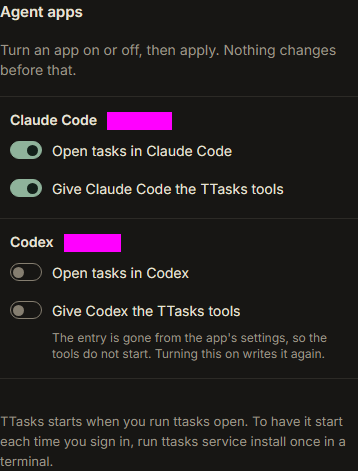 Agent apps
Turn an app on or off, then apply. Nothing changes
before that.
Claude Code
Open tasks in Claude Code
Give Claude Code the TTasks tools
Codex
Open tasks in Codex
Give Codex the TTasks tools
The entry is gone from the app's settings, so the
tools do not start. Turning this on writes it again.
TTasks starts when you run ttasks open. To have it start
each time you sign in, run ttasks service install once in a
terminal.